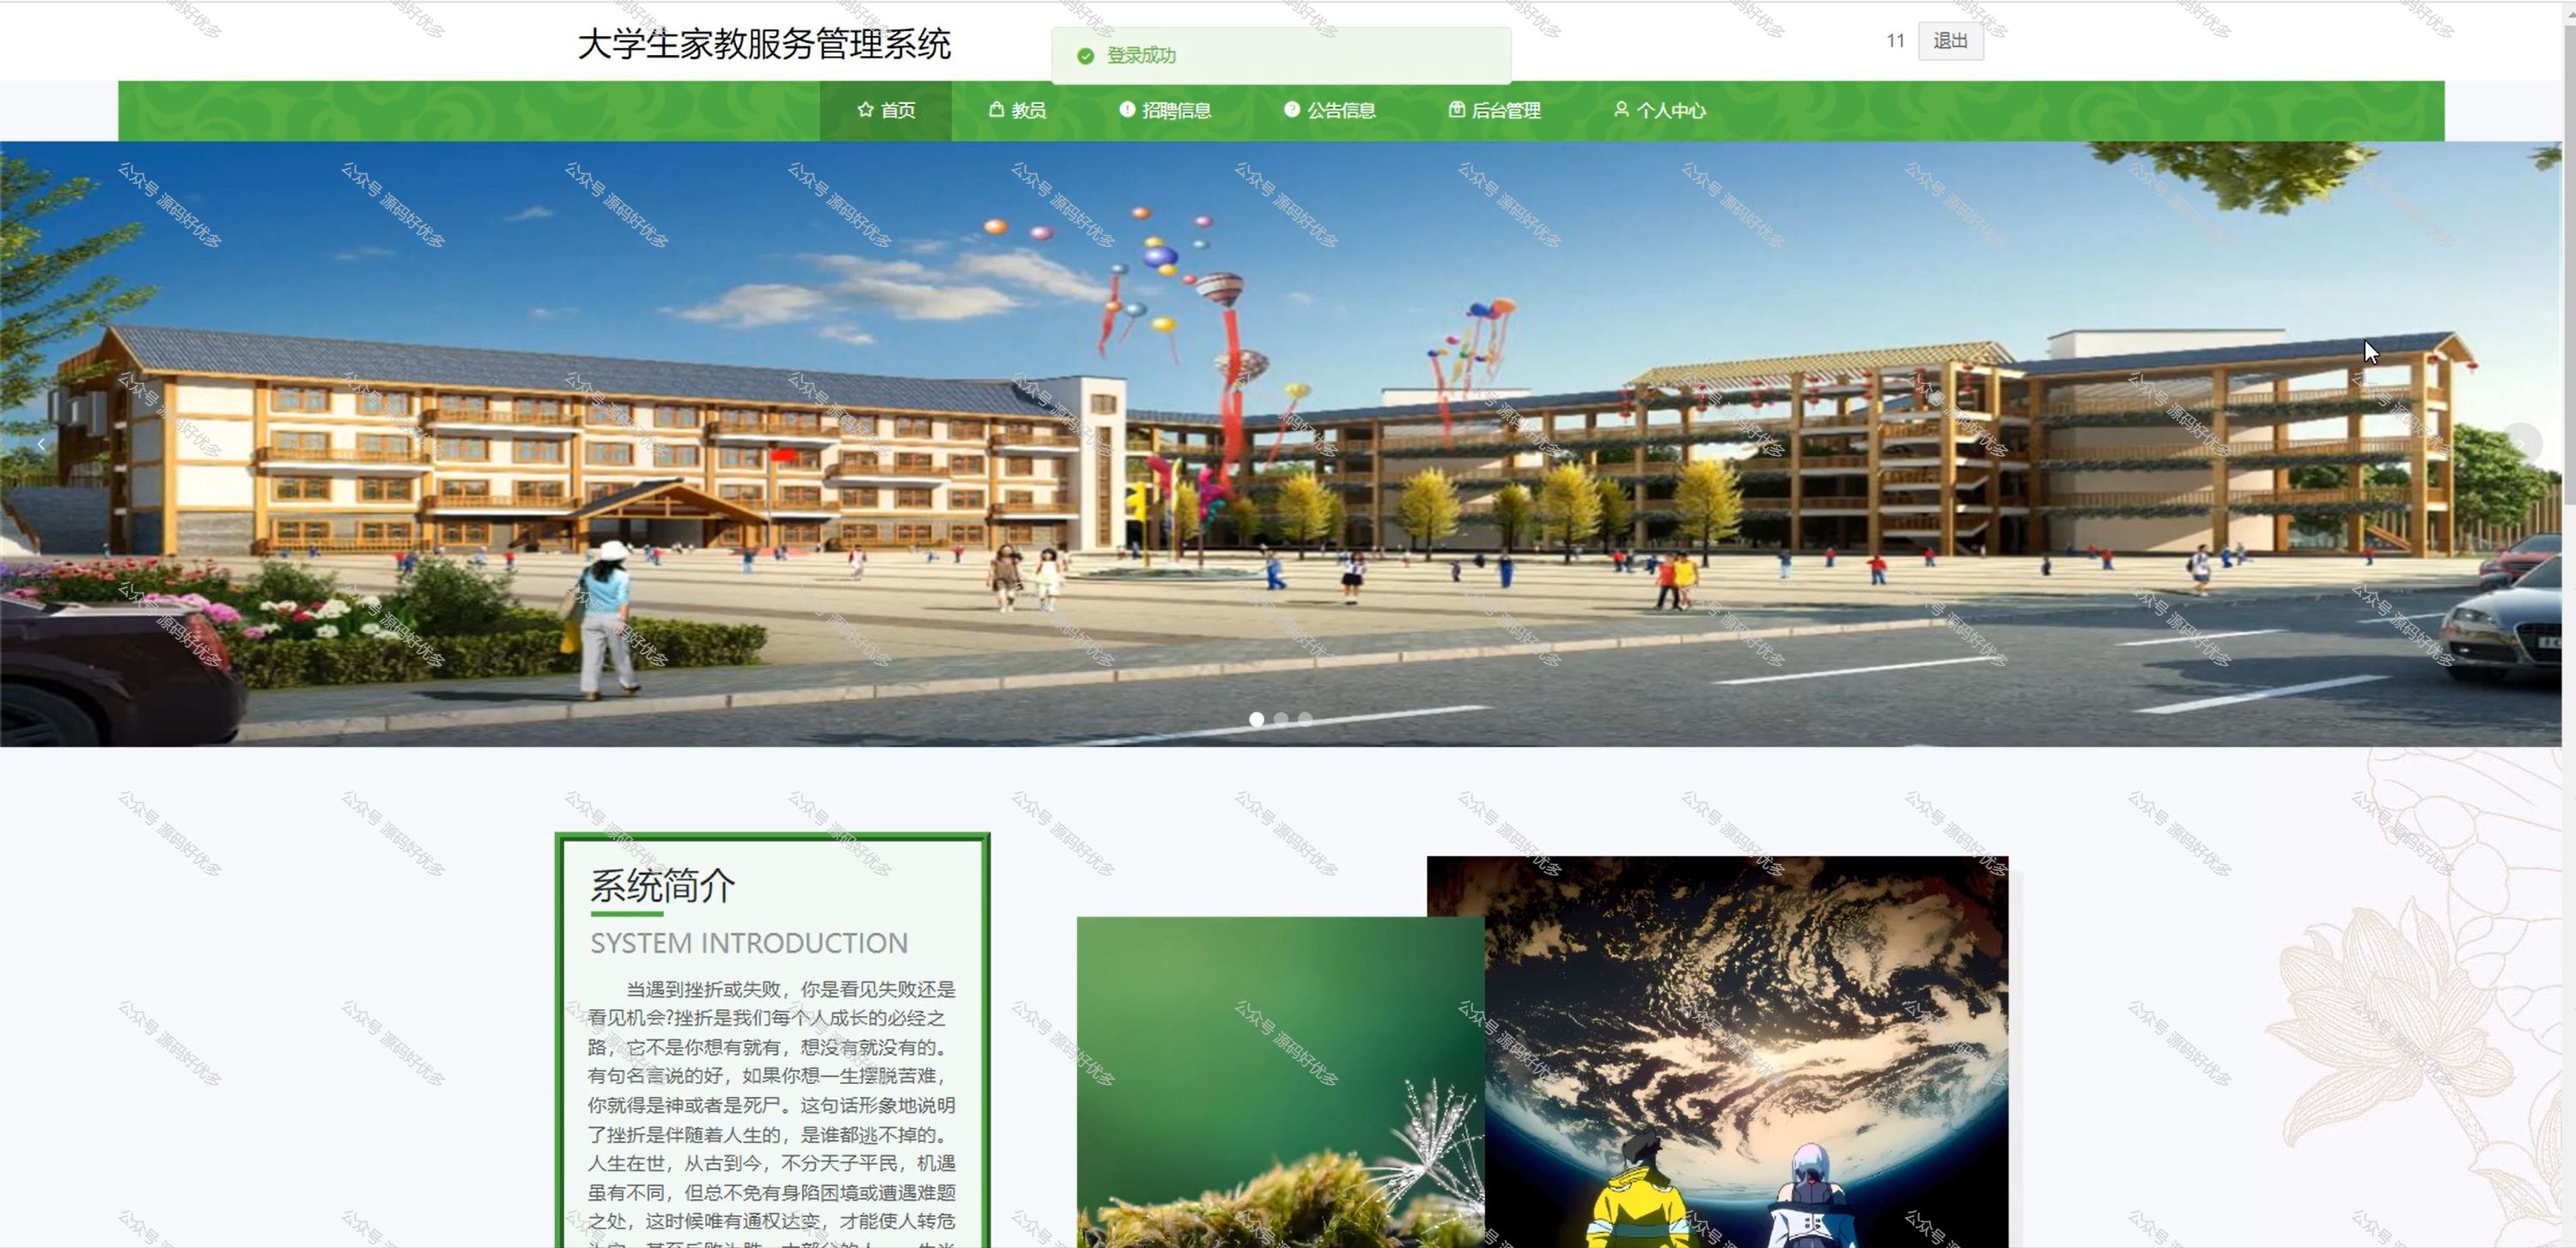 大学生家教服务管理系统
登录成功
11 退出
首页 教员 招聘信息 公告信息 后台管理 个人中心
系统简介
SYSTEM INTRODUCTION
当遇到挫折或失败，你是看见失败还是
看见机会?挫折是我们每个人成长的必经之
路，它不是你想有就有，想没有就没有的。
有句名言说的好，如果你想一生摆脱苦难，
你就得是神或者是死尸。这句话形象地说明
了挫折是伴随着人生的，是谁都逃不掉的。
人生在世，从古到今，不分天子平民，机遇
虽有不同，但总不免有身陷困境或遭遇难题
之处，这时候唯有通权达变，才能使人转危
公众号 源码好优多